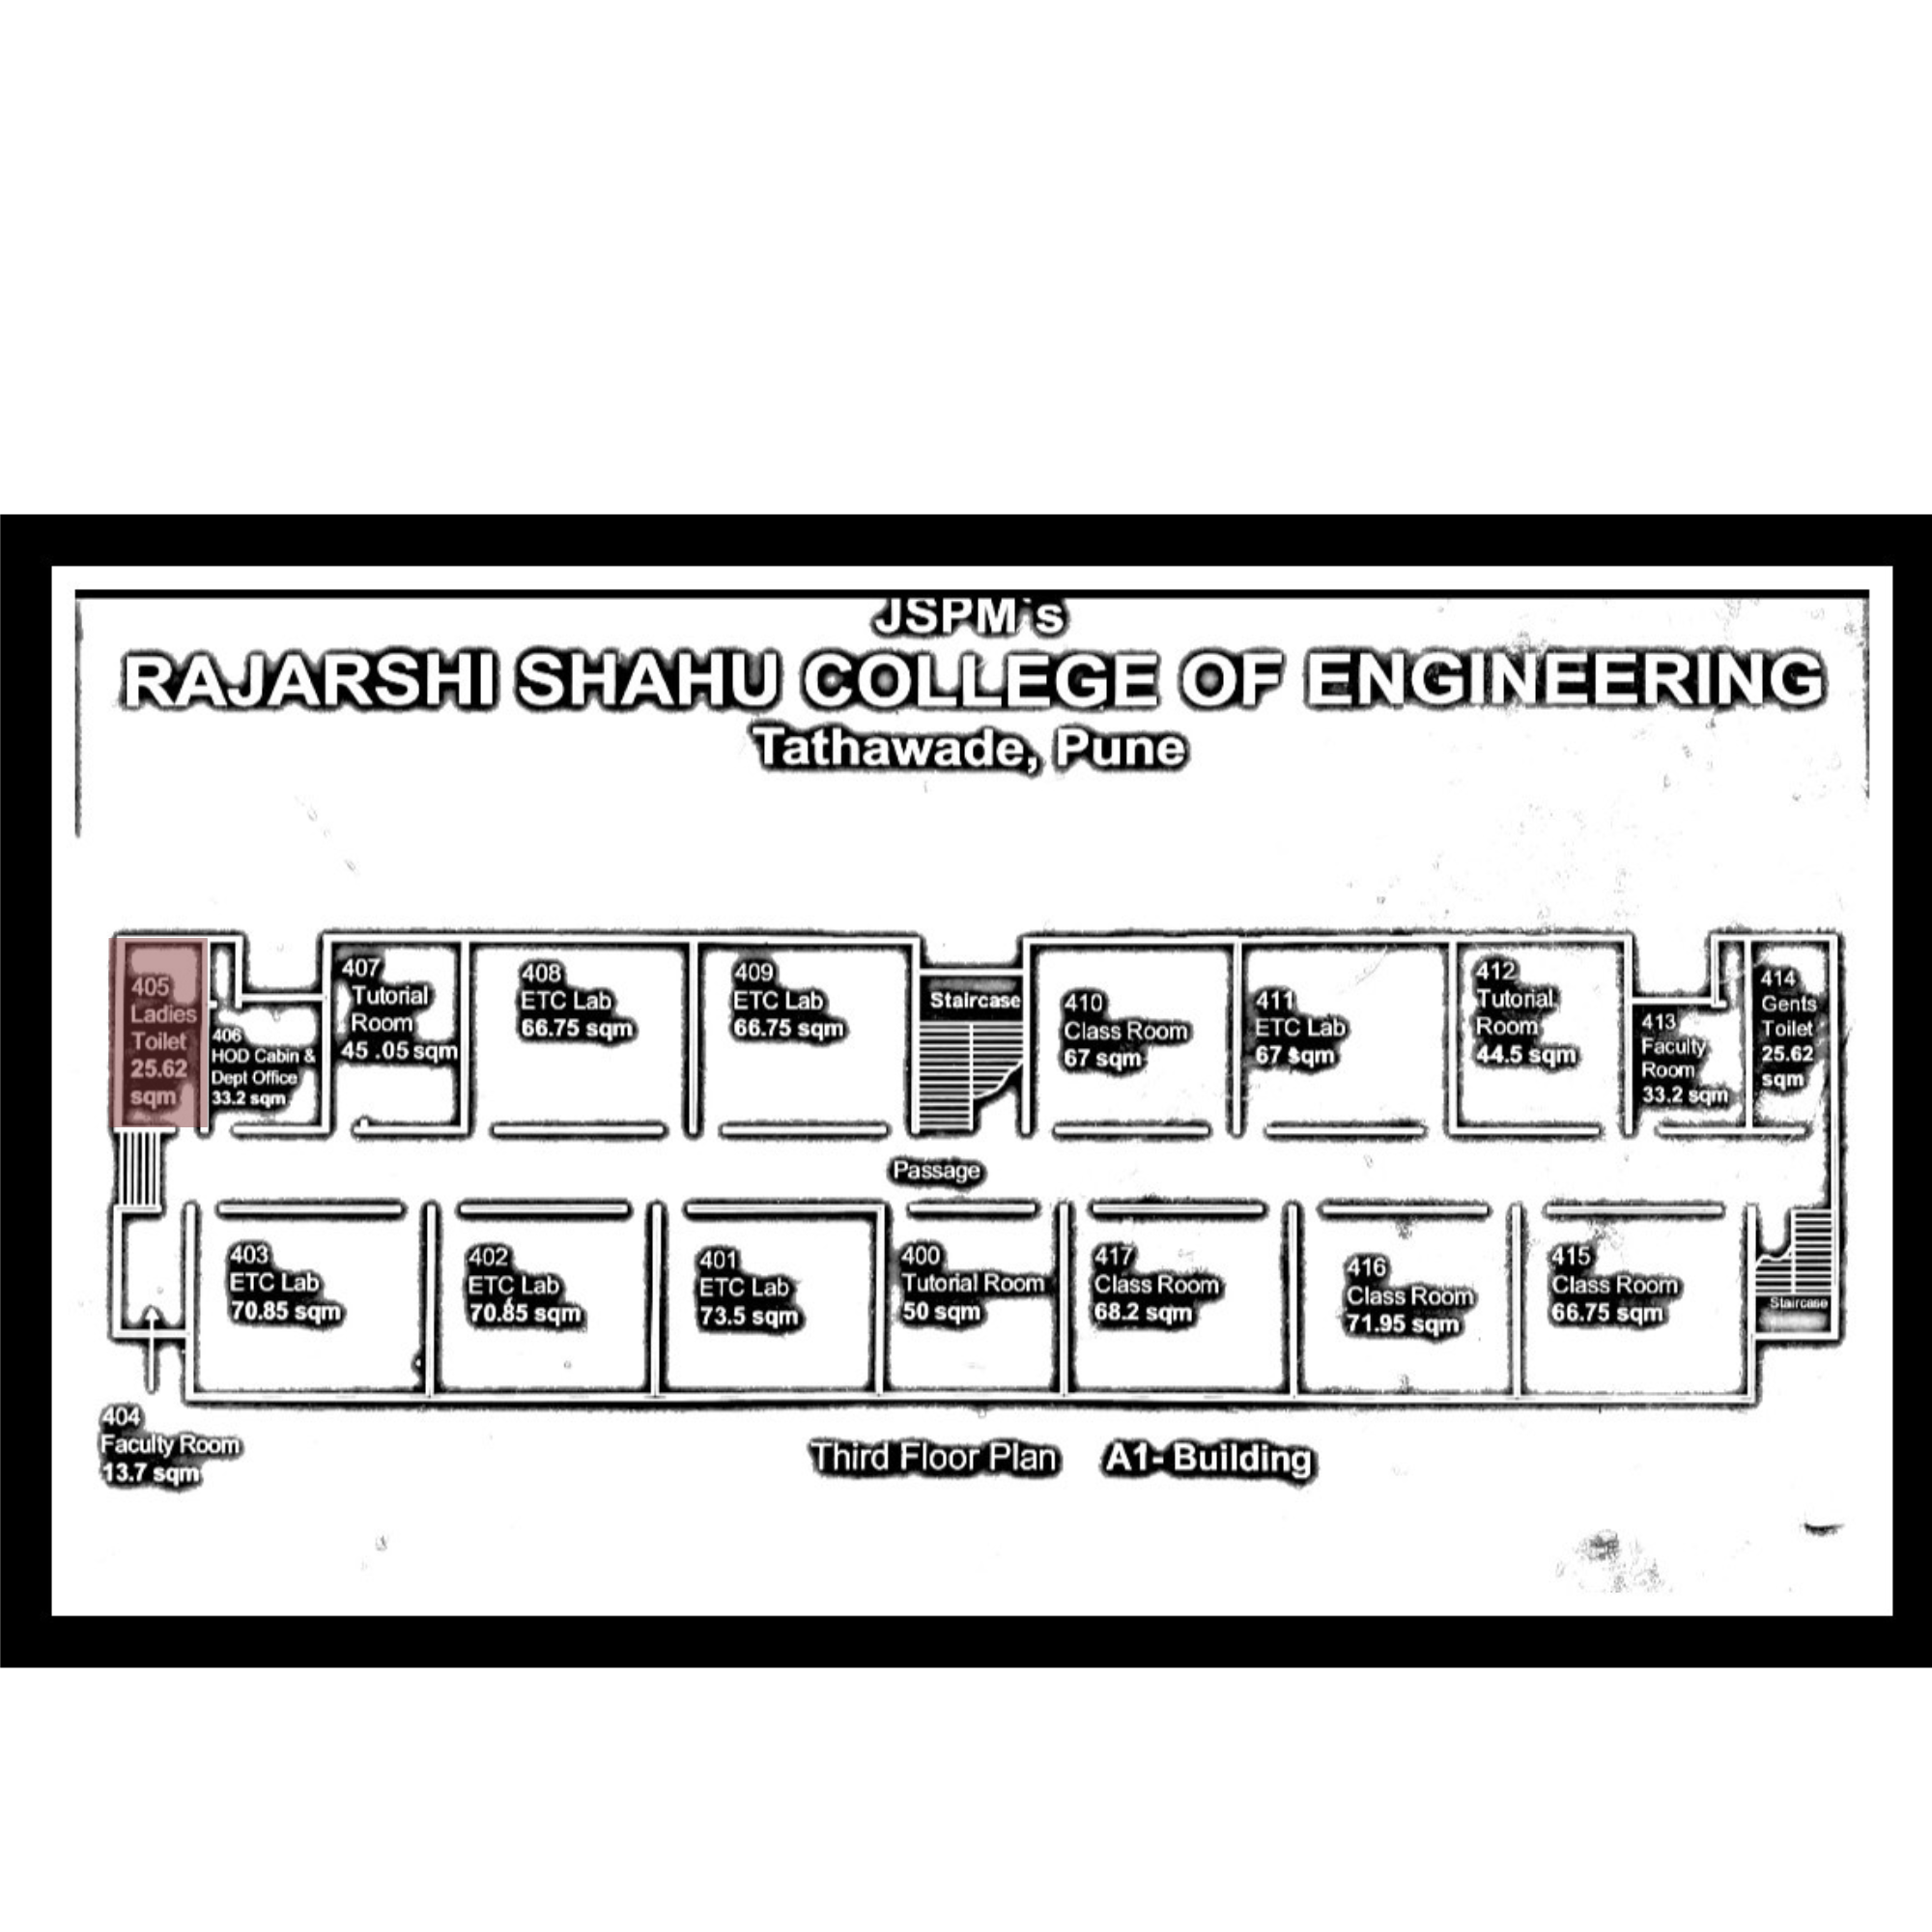 JSPM's
RAJARSHI SHAHU COLLEGE OF ENGINEERING
Tathawade, Pune
405
Ladies
Toilet
25.62
sqm
406
HOD Cabin &
Dept Office
33.2 sqm
407
Tutorial
Room
45 .05 sqm
408
ETC Lab
66.75 sqm
409
ETC Lab
66.75 sqm
Staircase
410
Class Room
67 sqm
411
ETC Lab
67 sqm
412
Tutorial
Room
44.5 sqm
413
Faculty
Room
33.2 sqm
414
Gents
Toilet
25.62
sqm
Passage
403
ETC Lab
70.85 sqm
402
ETC Lab
70.85 sqm
401
ETC Lab
73.5 sqm
400
Tutorial Room
50 sqm
417
Class Room
68.2 sqm
416
Class Room
71.95 sqm
415
Class Room
66.75 sqm
Staircase
404
Faculty Room
13.7 sqm
Third Floor Plan A1- Building